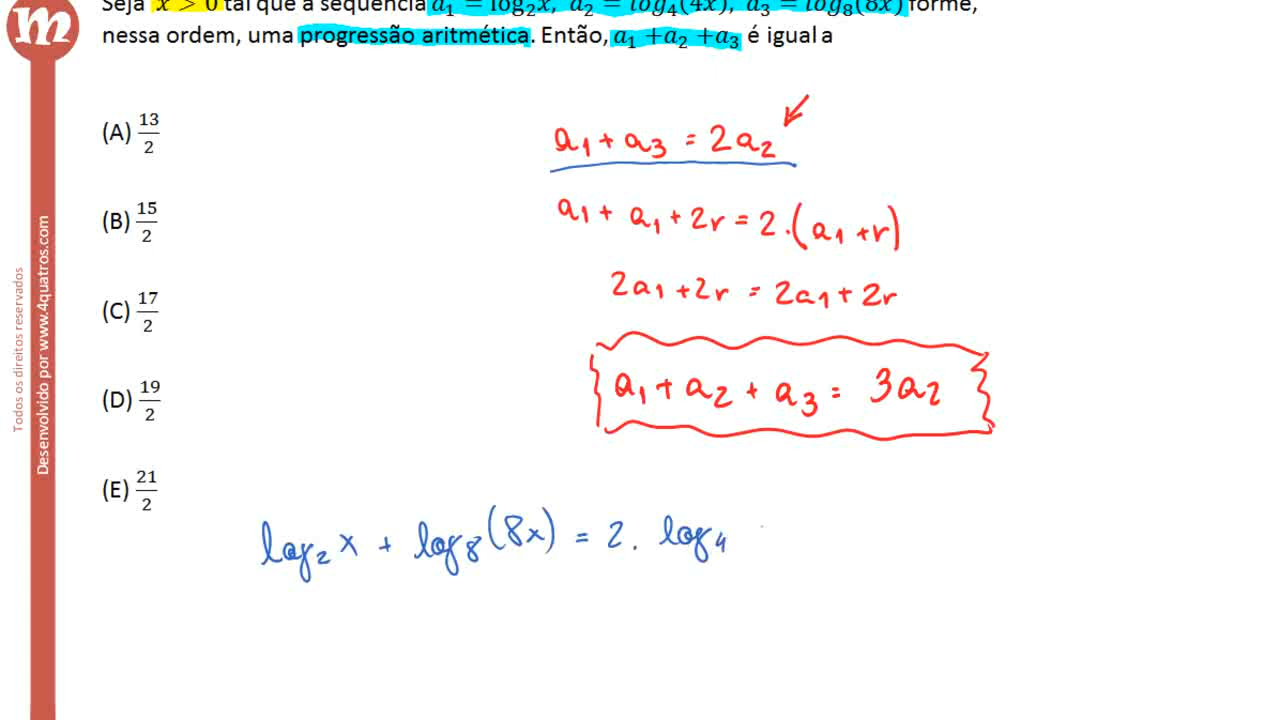 Seja x > 0 tal que a sequência a₁ = log₂x, a₂ = log₄(4x), a₃ = log₈(8x) forme,
nessa ordem, uma progressão aritmética. Então, a₁ +a₂ +a₃ é igual a
(A) 13/2
(B) 15/2
(C) 17/2
(D) 19/2
(E) 21/2
a₁ + a₃ = 2a₂
a₁ + a₁ + 2r = 2.(a₁ + r)
2a₁ + 2r = 2a₁ + 2r
a₁ + a₂ + a₃ = 3a₂
log₂ x + log₈ (8x) = 2. log₄
m
Todos os direitos reservados
Desenvolvido por www.4quatros.com